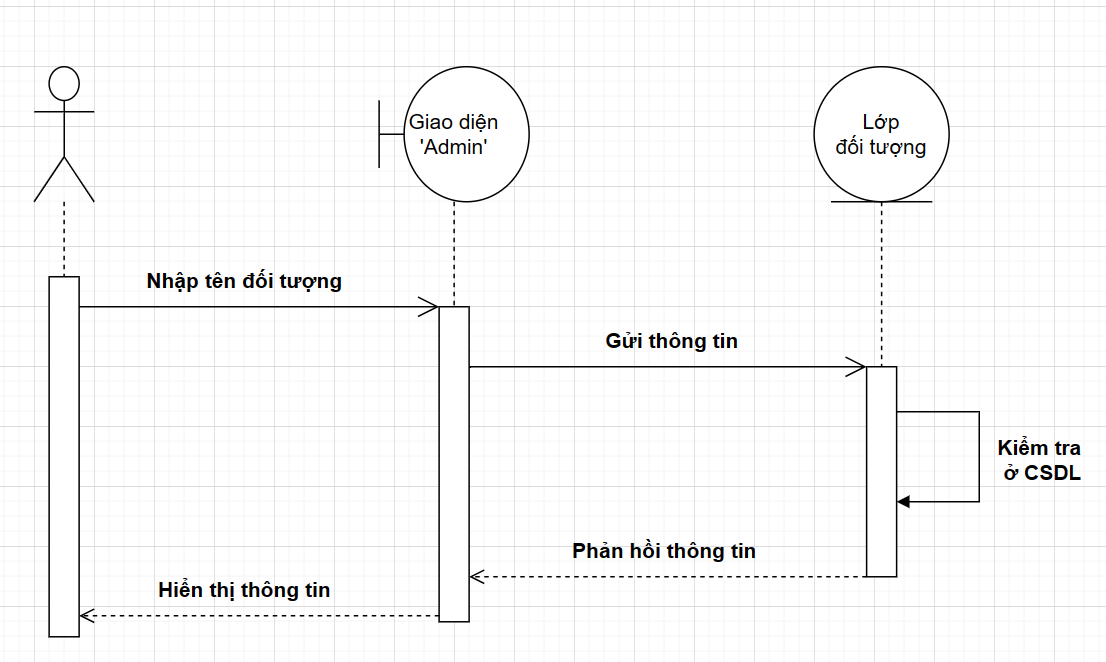 Giao diện
'Admin'
Lớp
đối tượng
Nhập tên đối tượng
Gửi thông tin
Kiểm tra
ở CSDL
Phản hồi thông tin
Hiển thị thông tin